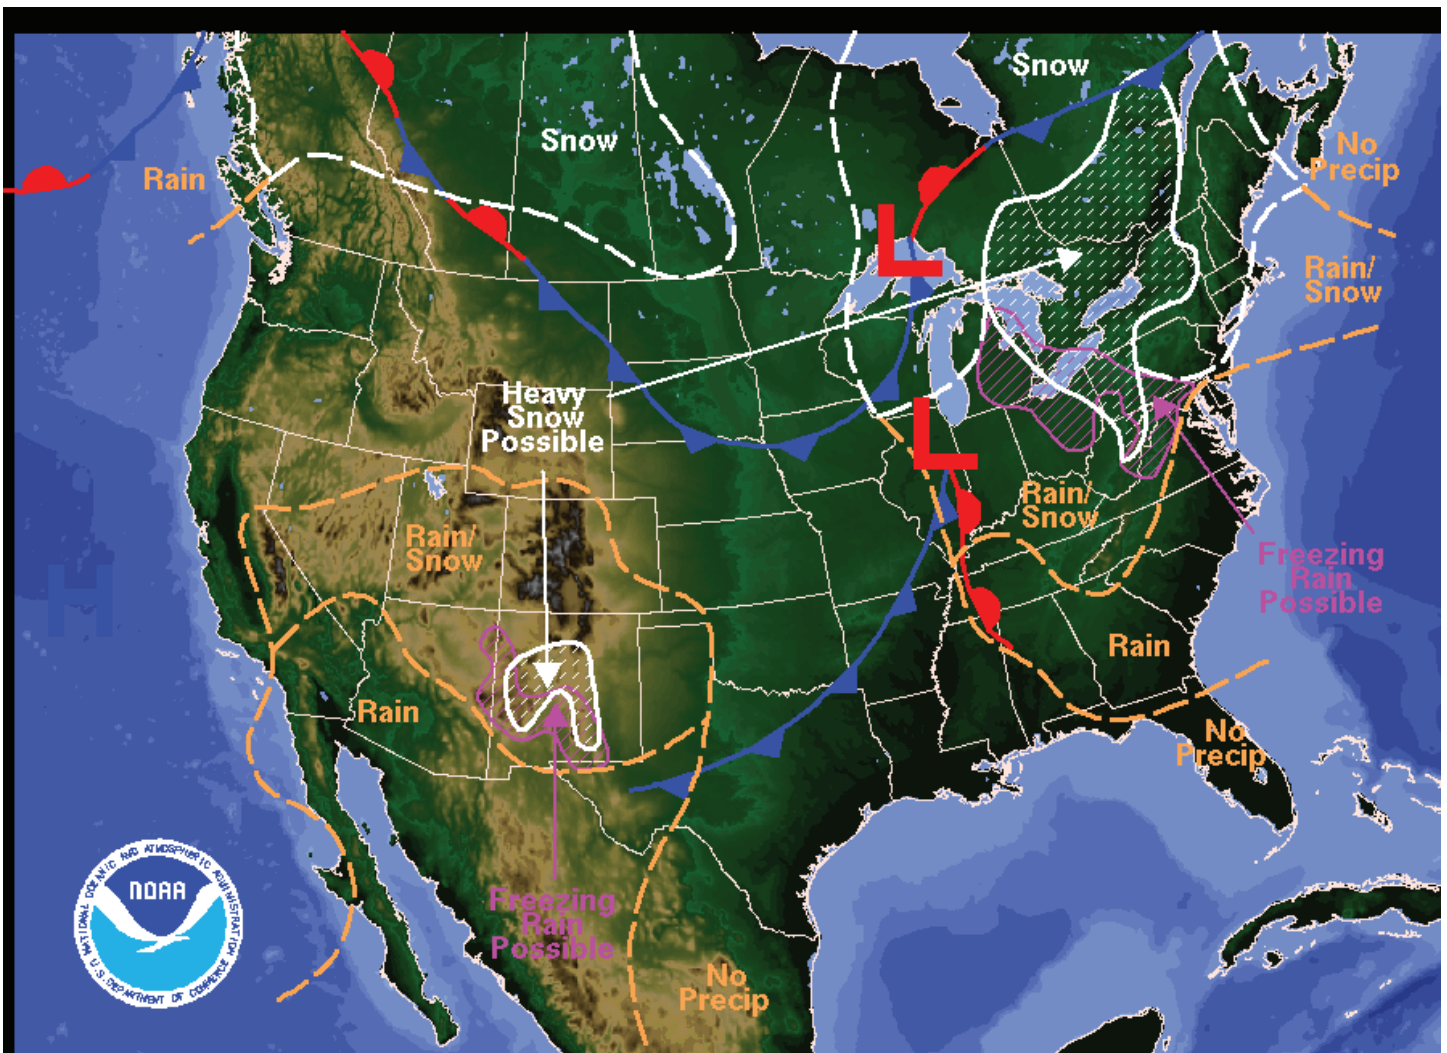 Snow
Snow
No
Precip
Rain
L
Rain/
Snow
Heavy
Snow
Possible
L
Rain/
Snow
Rain/
Snow
H
Freezing
Rain
Possible
Rain
Rain
No
Precip
NATIONAL OCEANIC AND ATMOSPHERIC ADMINISTRATION
NOAA
U.S. DEPARTMENT OF COMMERCE
Freezing
Rain
Possible
No
Precip